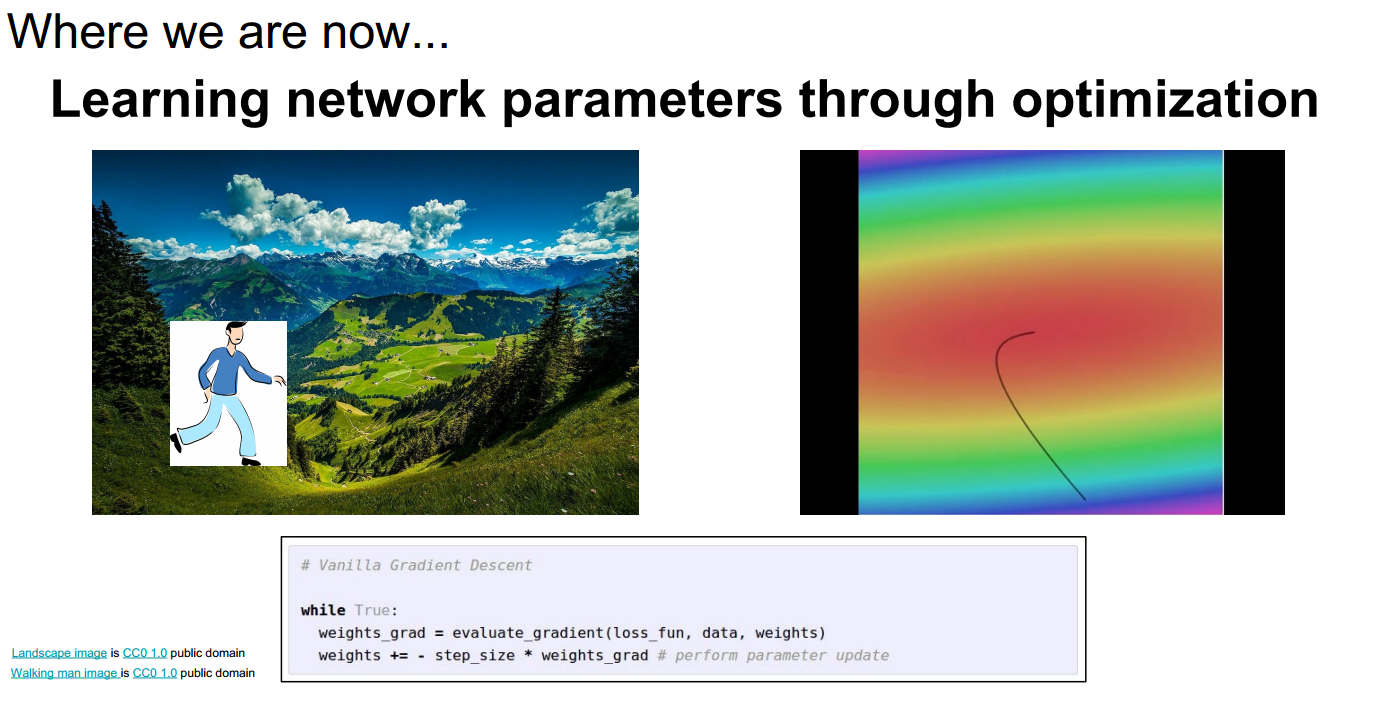 Where we are now...
Learning network parameters through optimization
# Vanilla Gradient Descent
while True:
weights_grad = evaluate_gradient(loss_fun, data, weights)
weights += - step_size * weights_grad # perform parameter update
Landscape image is CC0 1.0 public domain
Walking man image is CC0 1.0 public domain